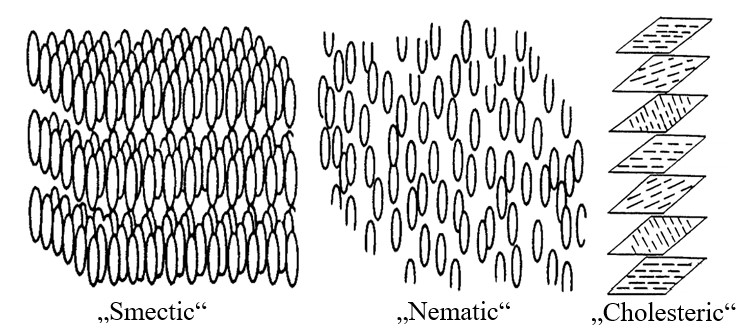 „Smectic“
„Nematic“
„Cholesteric“